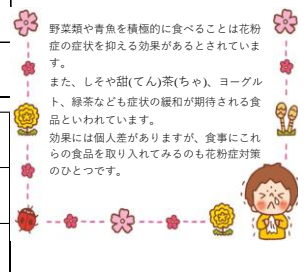 野菜類や青魚を積極的に食べることは花粉
症の症状を抑える効果があるとされていま
す。
また、しそや甜(てん)茶(ちゃ)、ヨーグル
ト、緑茶なども症状の緩和が期待される食
品といわれています。
効果には個人差がありますが、食事にこれ
らの食品を取り入れてみるのも花粉症対策
のひとつです。